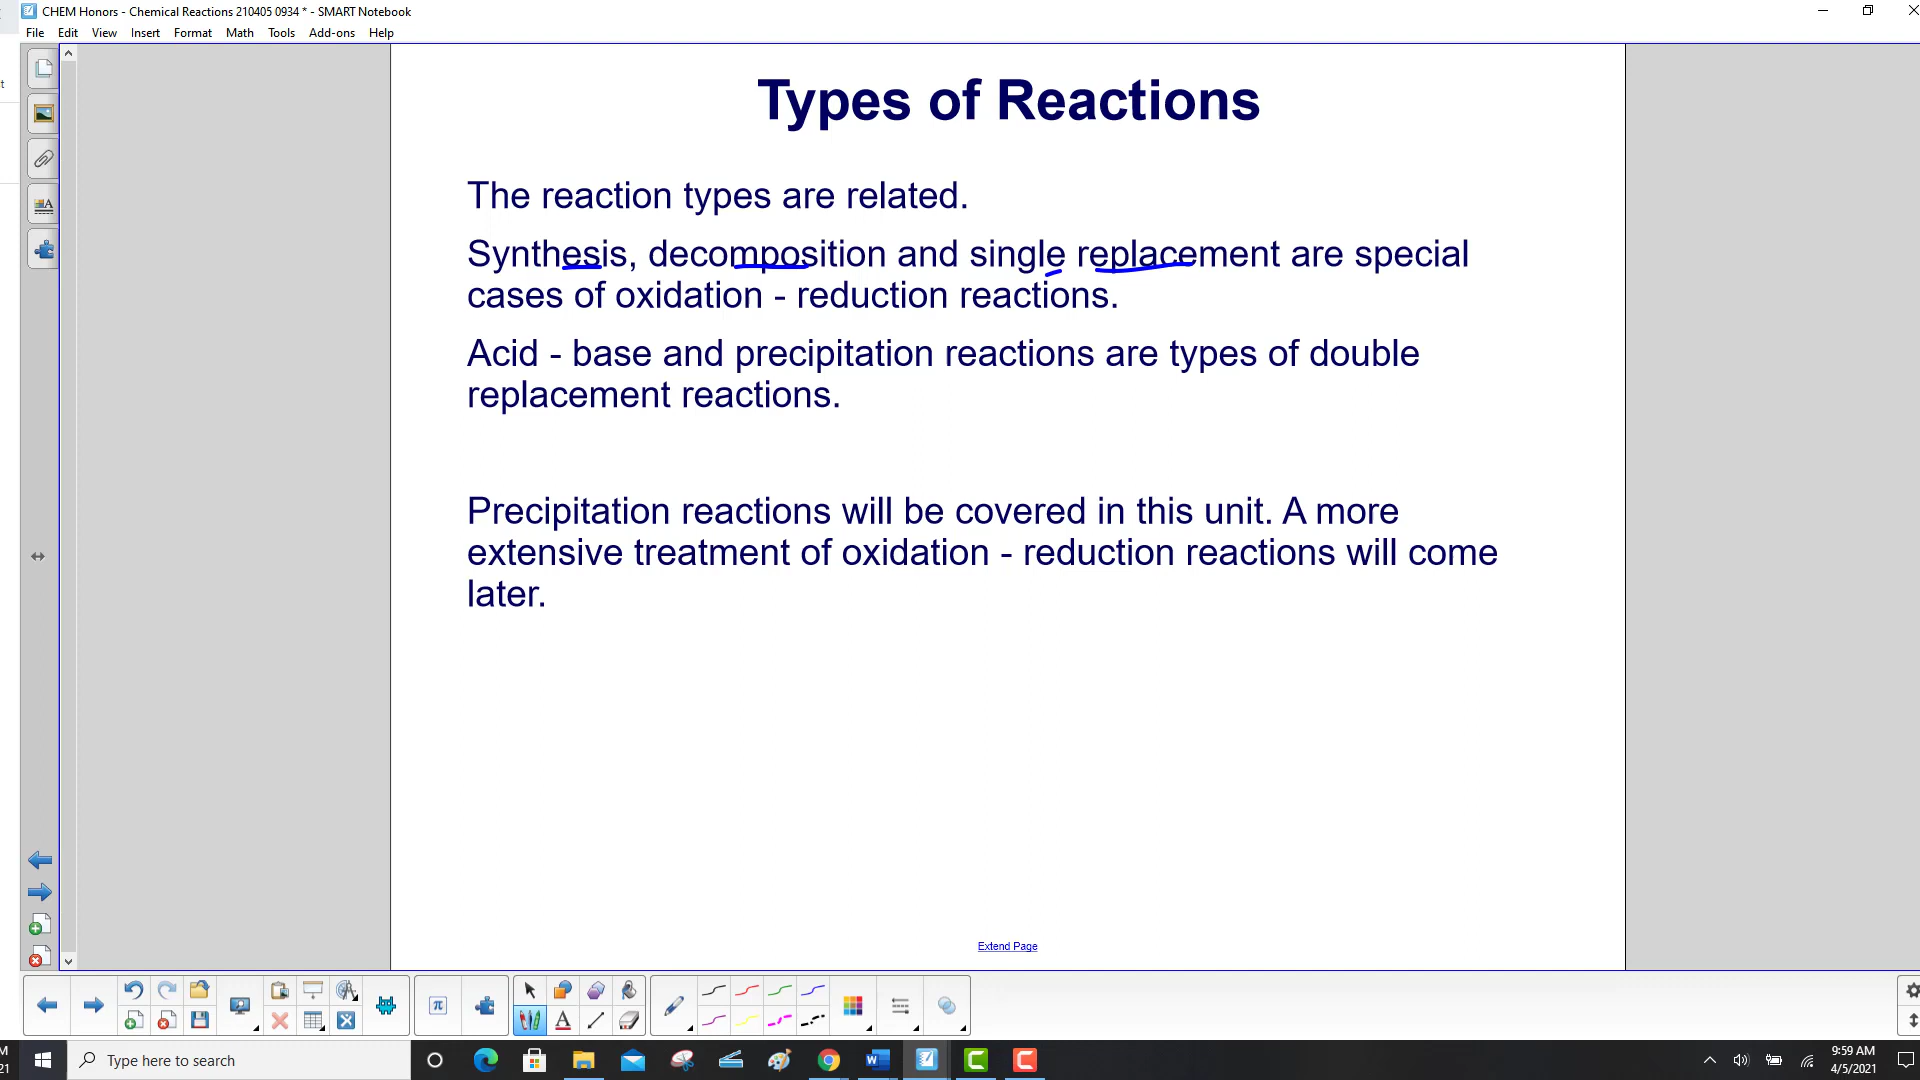 CHEM Honors - Chemical Reactions 210405 0934 * - SMART Notebook
File Edit View Insert Format Math Tools Add-ons Help
t
Types of Reactions
The reaction types are related.
Synthesis, decomposition and single replacement are special
cases of oxidation - reduction reactions.
Acid - base and precipitation reactions are types of double
replacement reactions.
Precipitation reactions will be covered in this unit. A more
extensive treatment of oxidation - reduction reactions will come
later.
Extend Page
Type here to search
9:59 AM
4/5/2021